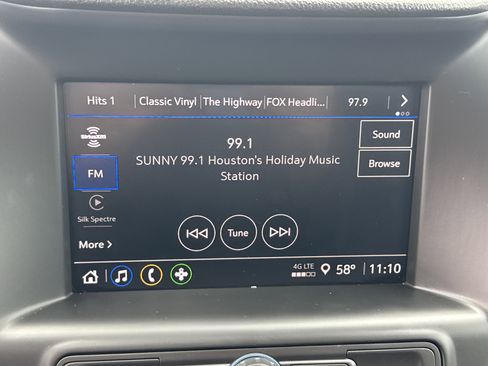 Hits 1 Classic Vinyl The Highway FOX Headli... 97.9
SiriusXM
99.1
Sound
SUNNY 99.1 Houston's Holiday Music
Station
Browse
FM
Silk Spectre
Tune
More
4G LTE
58°
11:10